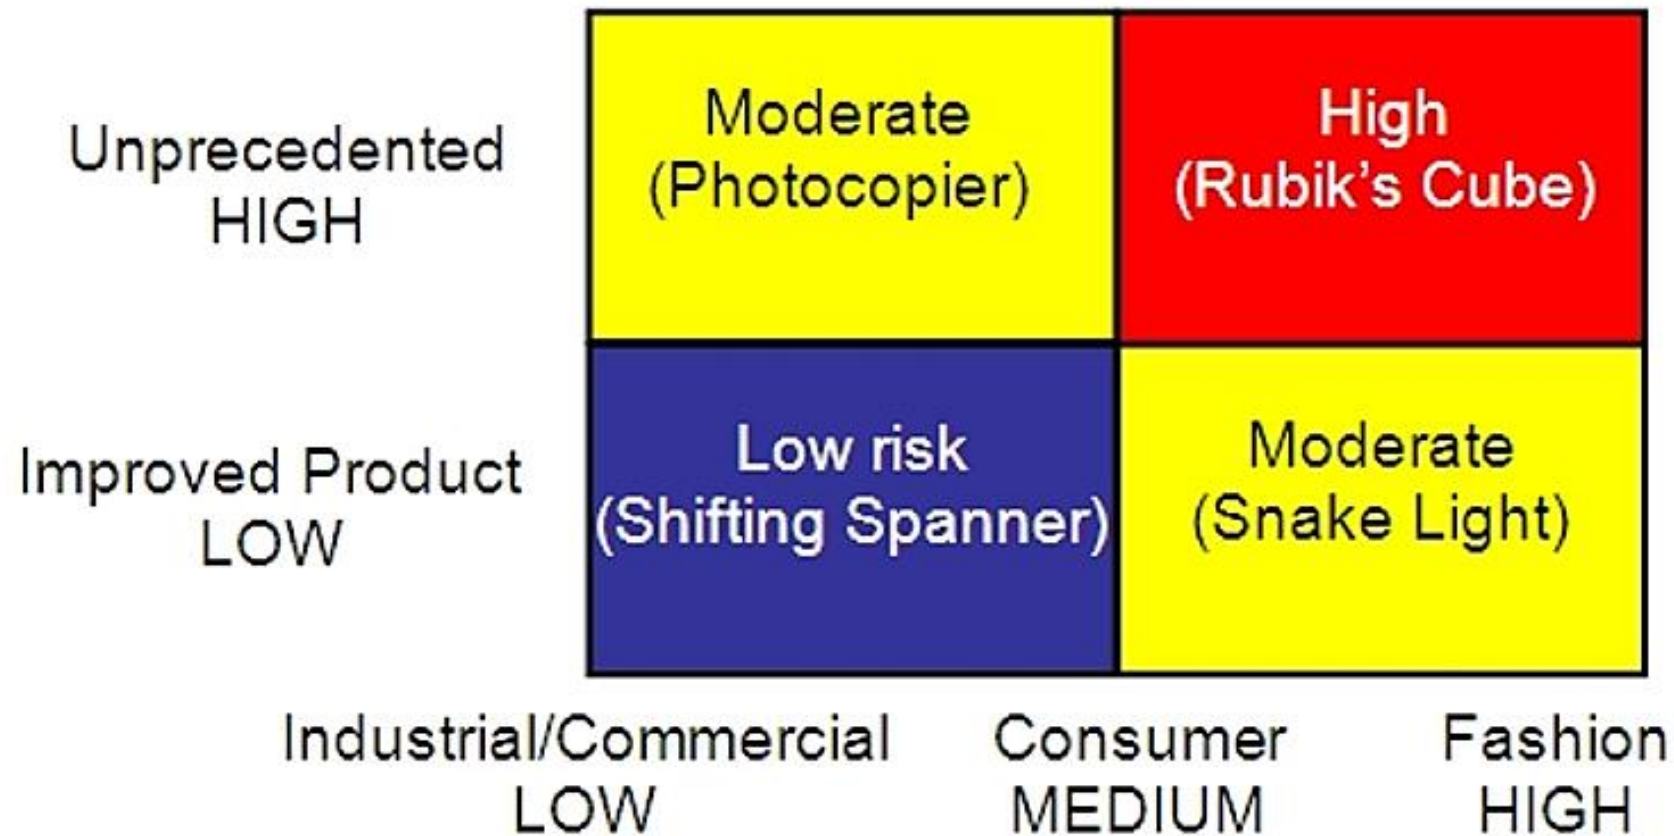 Unprecedented
HIGH
Moderate
(Photocopier)
High
(Rubik’s Cube)
Improved Product
LOW
Low risk
(Shifting Spanner)
Moderate
(Snake Light)
Industrial/Commercial
LOW
Consumer
MEDIUM
Fashion
HIGH